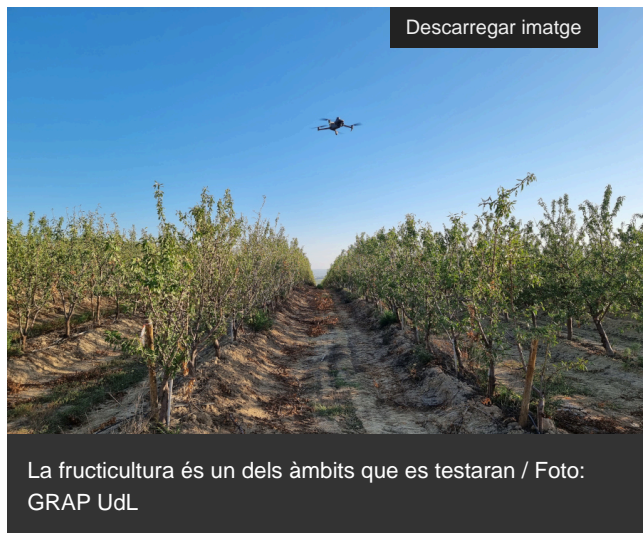 Descarregar imatge
La fructicultura és un dels àmbits que es testaran / Foto:
GRAP UdL